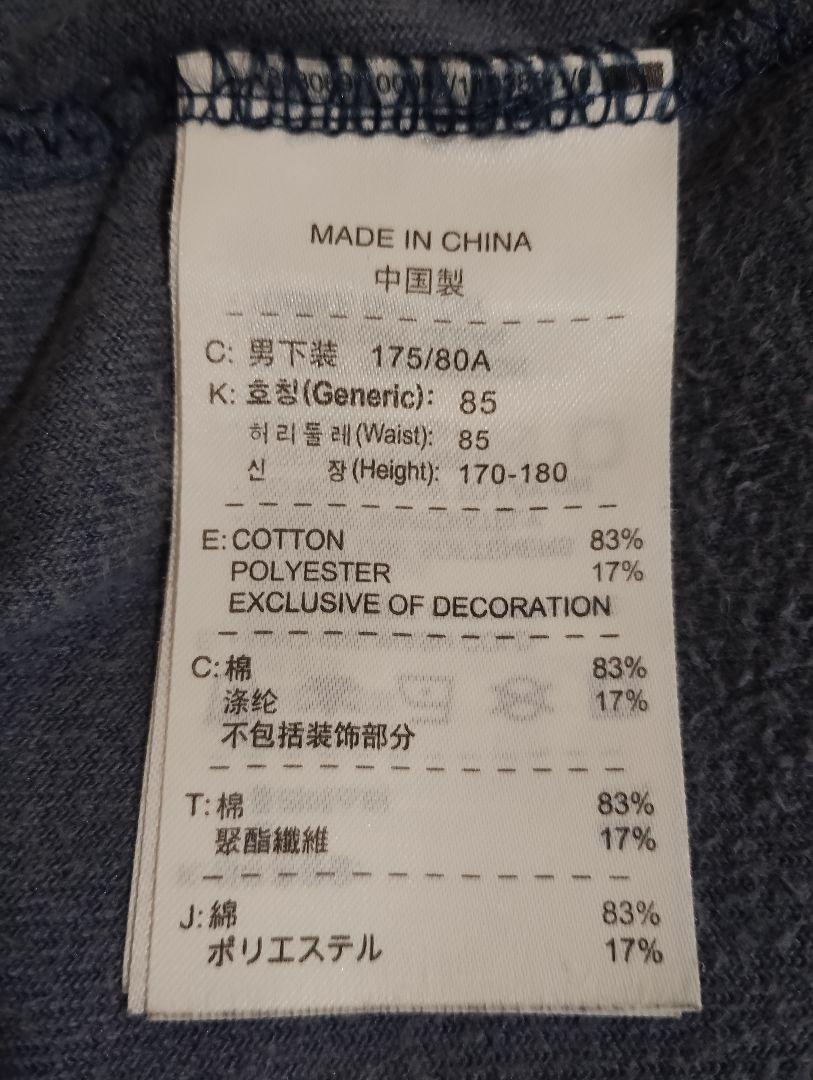 MADE IN CHINA
中国製
C: 男下装 175/80A
K: 호칭(Generic): 85
허리둘레(Waist): 85
신 장(Height): 170-180
E: COTTON 83%
POLYESTER 17%
EXCLUSIVE OF DECORATION
C: 棉 83%
涤纶 17%
不包括装饰部分
T: 棉 83%
聚酯纖維 17%
J: 綿 83%
ポリエステル 17%